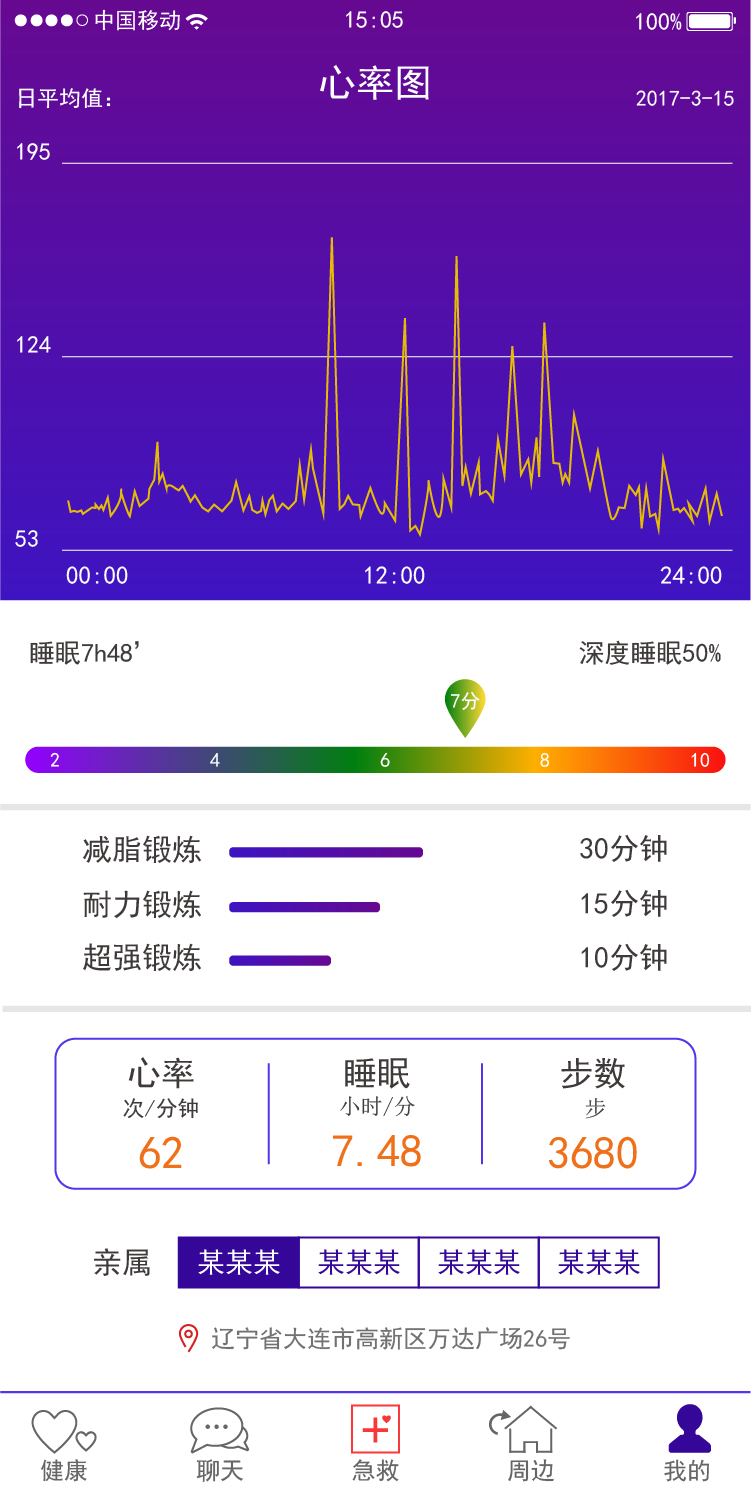 中国移动 15:05 100%
心率图
日平均值： 2017-3-15
195
124
53
00:00 12:00 24:00
睡眠7h48’ 深度睡眠50%
7分
2 4 6 8 10
减脂锻炼 30分钟
耐力锻炼 15分钟
超强锻炼 10分钟
心率 睡眠 步数
次/分钟 小时/分 步
62 7.48 3680
亲属 某某某 某某某 某某某 某某某
辽宁省大连市高新区万达广场26号
健康 聊天 急救 周边 我的